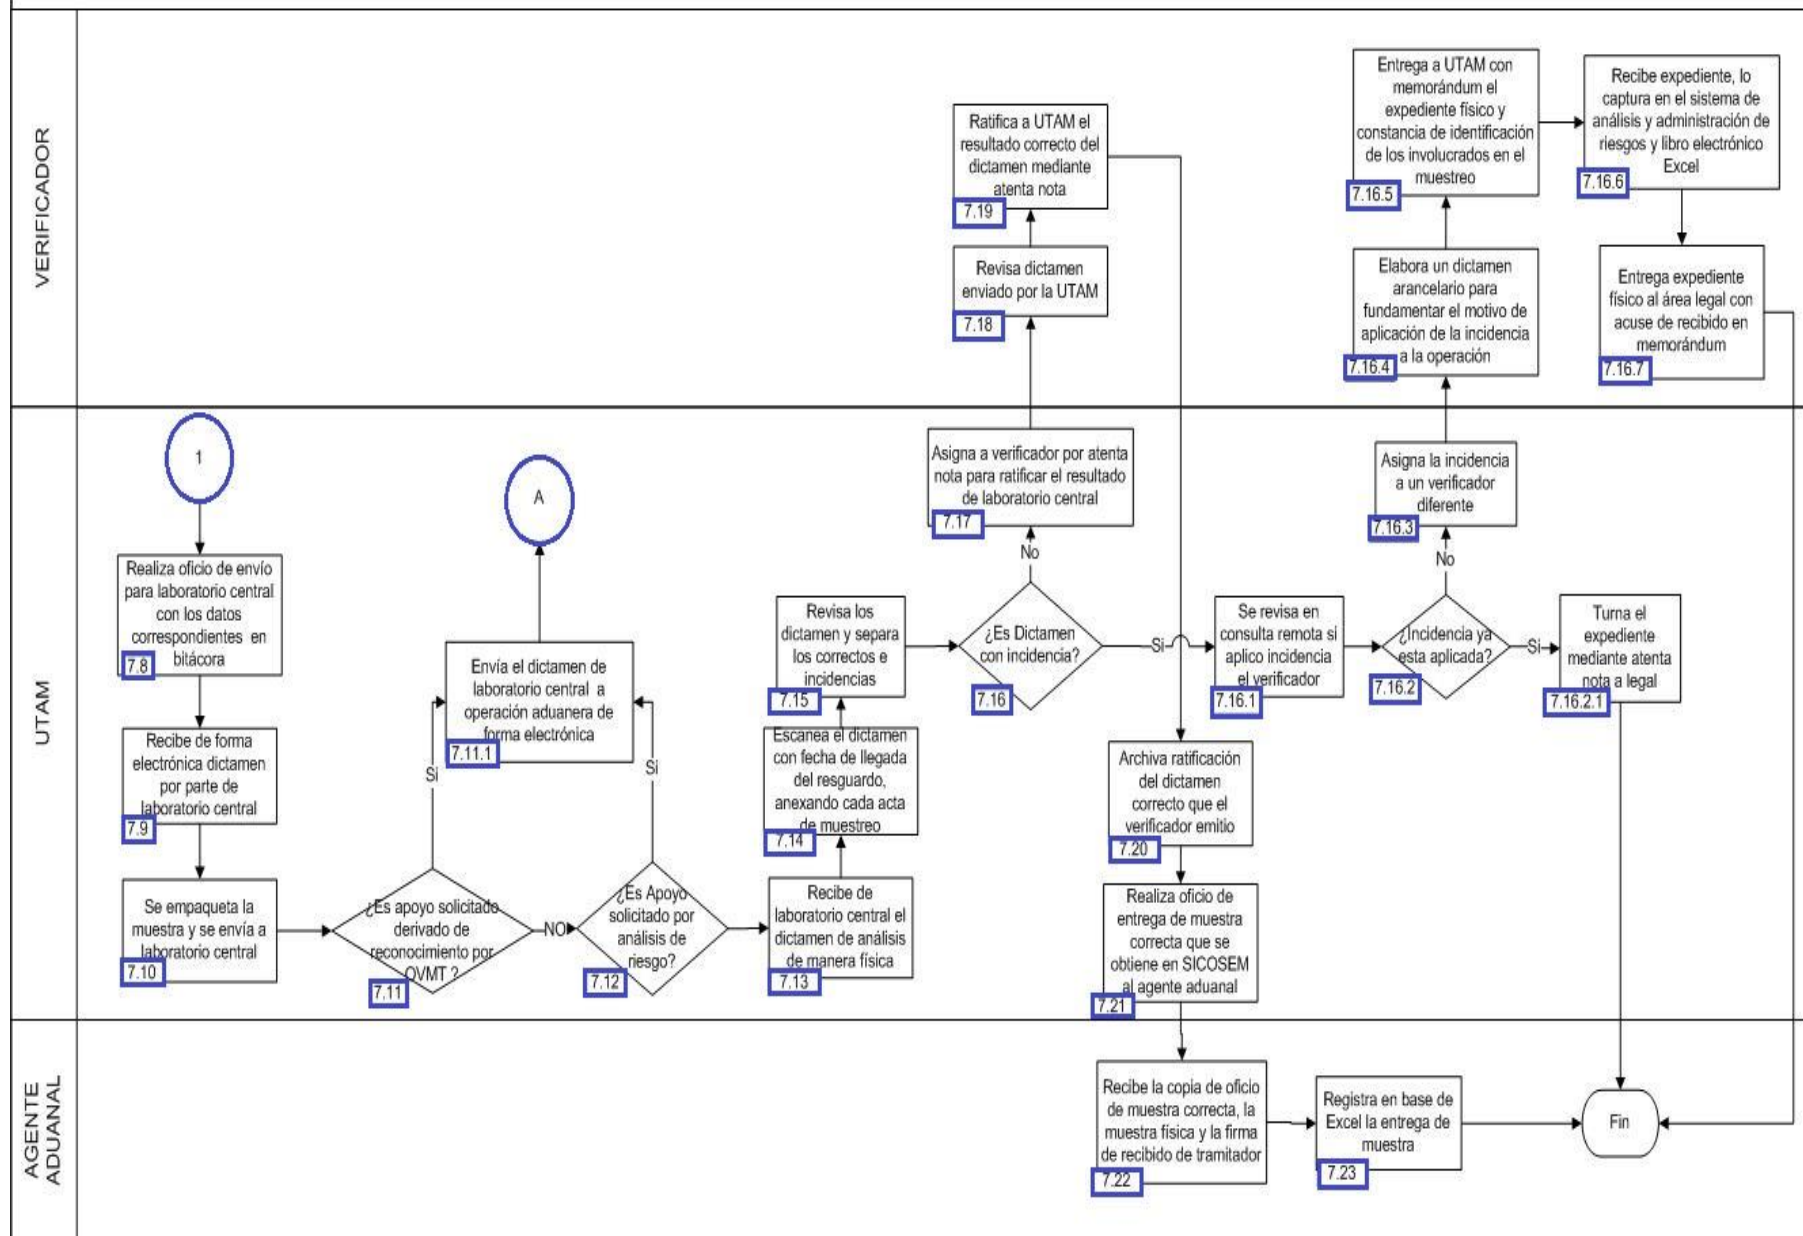 VERIFICADOR
Ratifica a UTAM el
resultado correcto del
dictamen mediante
atenta nota
7.19
Revisa dictamen
enviado por la UTAM
7.18
Entrega a UTAM con
memorándum el
expediente físico y
constancia de identificación
de los involucrados en el
muestreo
7.16.5
Recibe expediente, lo
captura en el sistema de
análisis y administración de
riesgos y libro electrónico
Excel
7.16.6
Elabora un dictamen
arancelario para
fundamentar el motivo de
aplicación de la incidencia
a la operación
7.16.4
Entrega expediente
físico al área legal con
acuse de recibido en
memorándum
7.16.7
UTAM
1
Realiza oficio de envío
para laboratorio central
con los datos
correspondientes en
bitácora
7.8
Recibe de forma
electrónica dictamen
por parte de
laboratorio central
7.9
Se empaqueta la
muestra y se envía a
laboratorio central
7.10
A
Envía el dictamen de
laboratorio central a
operación aduanera de
forma electrónica
7.11.1
Si
Si
¿Es apoyo solicitado
derivado de
reconocimiento por
OVMT ?
7.11
NO
¿Es Apoyo
solicitado por
análisis de
riesgo?
7.12
Recibe de
laboratorio central el
dictamen de análisis
de manera física
7.13
Escanea el dictamen
con fecha de llegada
del resguardo,
anexando cada acta
de muestreo
7.14
Revisa los
dictamen y separa
los correctos e
incidencias
7.15
Asigna a verificador por atenta
nota para ratificar el resultado
de laboratorio central
7.17
No
¿Es Dictamen
con incidencia?
7.16
Si
Se revisa en
consulta remota si
aplico incidencia
el verificador
7.16.1
Asigna la incidencia
a un verificador
diferente
7.16.3
No
¿Incidencia ya
esta aplicada?
7.16.2
Si
Turna el
expediente
mediante atenta
nota a legal
7.16.2.1
Archiva ratificación
del dictamen
correcto que el
verificador emitio
7.20
Realiza oficio de
entrega de muestra
correcta que se
obtiene en SICOSEM
al agente aduanal
7.21
AGENTE
ADUANAL
Recibe la copia de oficio
de muestra correcta, la
muestra física y la firma
de recibido de tramitador
7.22
Registra en base de
Excel la entrega de
muestra
7.23
Fin